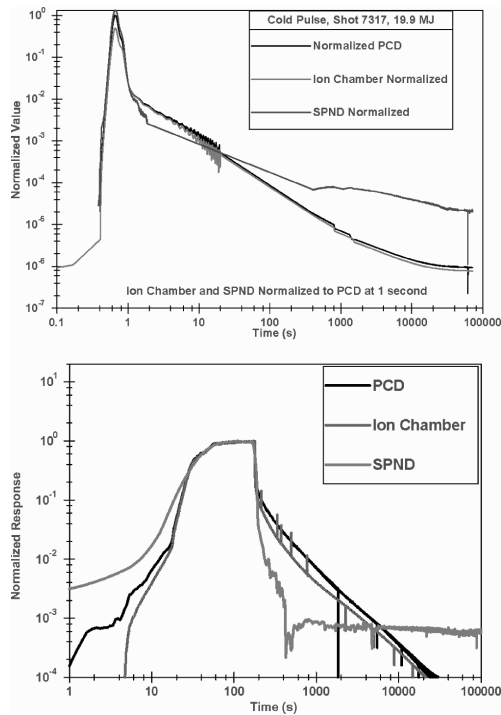 Cold Pulse, Shot 7317, 19.9 MJ
Normalized PCD
Ion Chamber Normalized
SPND Normalized
Normalized Value
10^0
10^-1
10^-2
10^-3
10^-4
10^-5
10^-6
10^-7
Ion Chamber and SPND Normalized to PCD at 1 second
0.1 1 10 100 1000 10000 100000
Time (s)
PCD
Ion Chamber
SPND
Normalized Response
10^1
10^0
10^-1
10^-2
10^-3
10^-4
1 10 100 1000 10000 100000
Time (s)